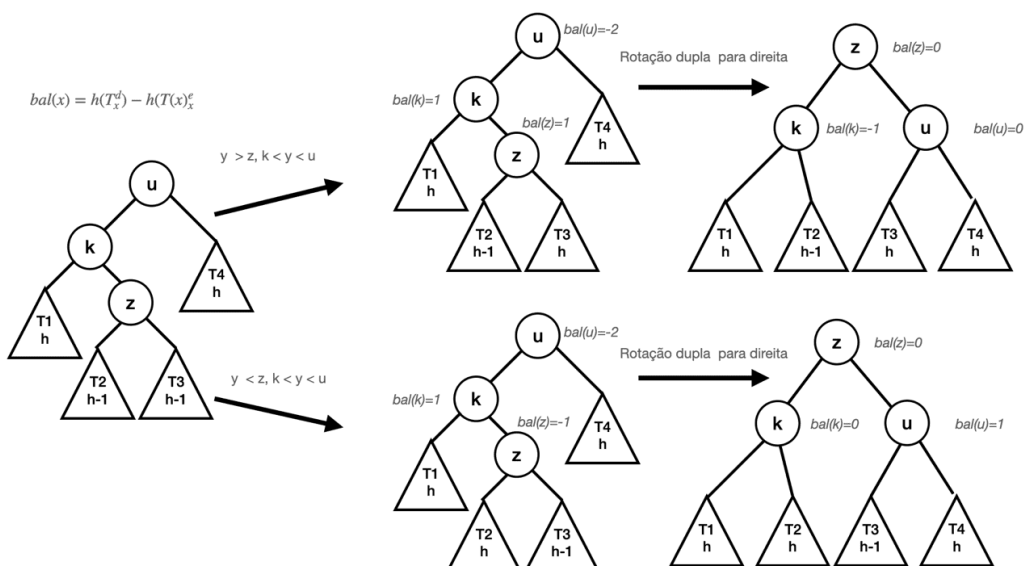 bal(x) = h(T_x^d) − h(T(x)_x^e
u
k
z
T1
h
T2
h-1
T3
h-1
T4
h
y > z, k < y < u
y < z, k < y < u
u
bal(u)=-2
bal(k)=1
k
bal(z)=1
z
T1
h
T2
h-1
T3
h
T4
h
Rotação dupla para direita
z
bal(z)=0
k
bal(k)=-1
u
bal(u)=0
T1
h
T2
h-1
T3
h
T4
h
u
bal(u)=-2
bal(k)=1
k
bal(z)=-1
z
T1
h
T2
h
T3
h-1
T4
h
Rotação dupla para direita
z
bal(z)=0
k
bal(k)=0
u
bal(u)=1
T1
h
T2
h
T3
h-1
T4
h